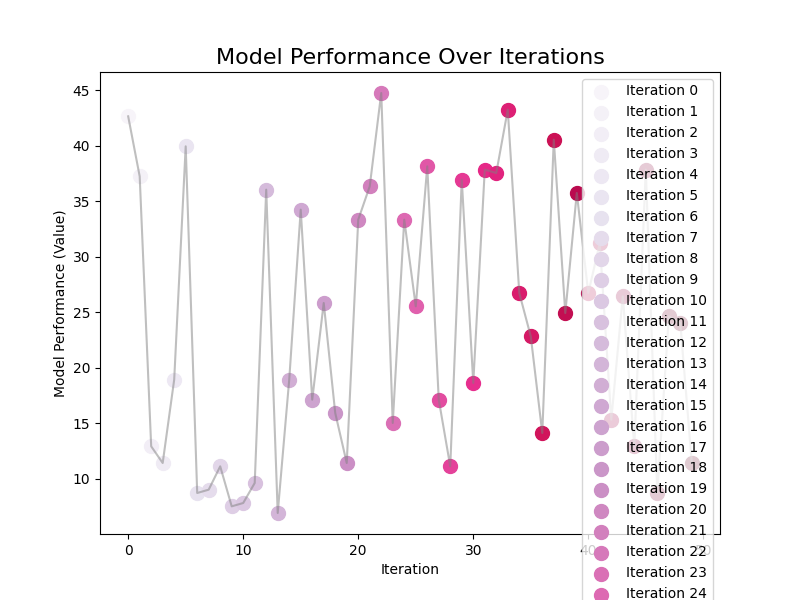 Model Performance Over Iterations
Model Performance (Value)
45
40
35
30
25
20
15
10
0
10
20
30
40
50
Iteration
Iteration 0
Iteration 1
Iteration 2
Iteration 3
Iteration 4
Iteration 5
Iteration 6
Iteration 7
Iteration 8
Iteration 9
Iteration 10
Iteration 11
Iteration 12
Iteration 13
Iteration 14
Iteration 15
Iteration 16
Iteration 17
Iteration 18
Iteration 19
Iteration 20
Iteration 21
Iteration 22
Iteration 23
Iteration 24